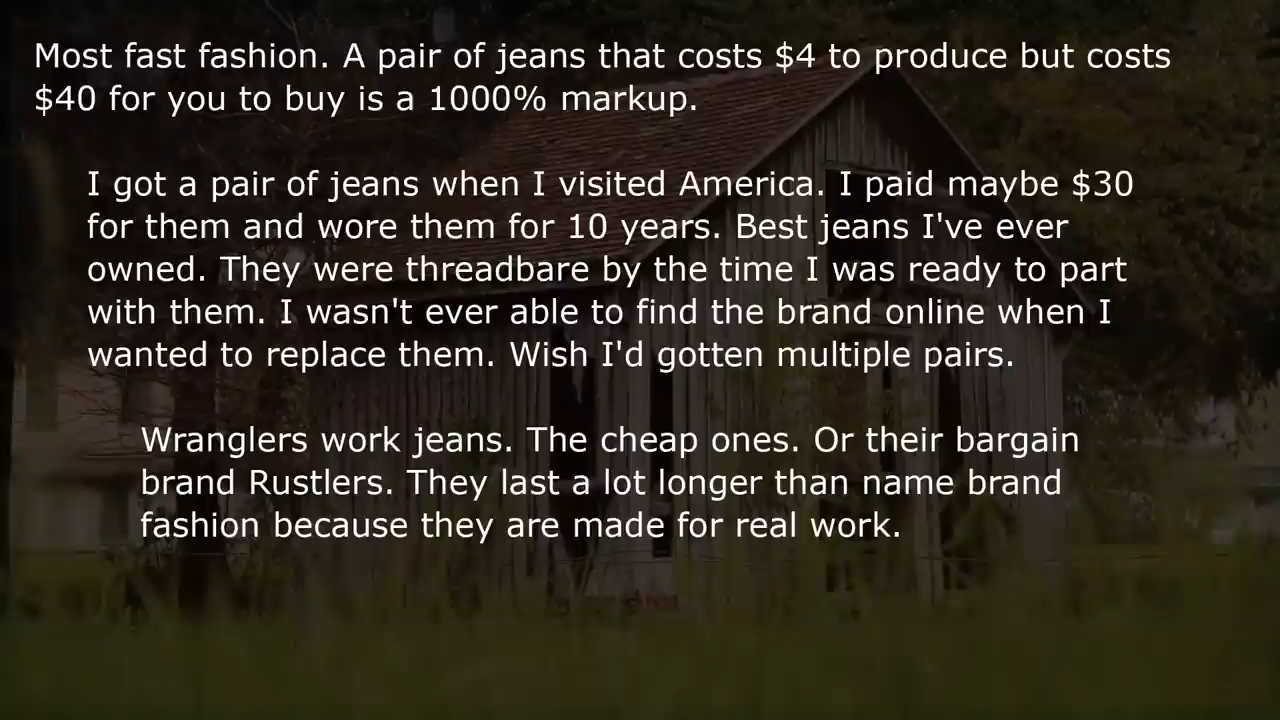 Most fast fashion. A pair of jeans that costs $4 to produce but costs
$40 for you to buy is a 1000% markup.
I got a pair of jeans when I visited America. I paid maybe $30
for them and wore them for 10 years. Best jeans I've ever
owned. They were threadbare by the time I was ready to part
with them. I wasn't ever able to find the brand online when I
wanted to replace them. Wish I'd gotten multiple pairs.
Wranglers work jeans. The cheap ones. Or their bargain
brand Rustlers. They last a lot longer than name brand
fashion because they are made for real work.